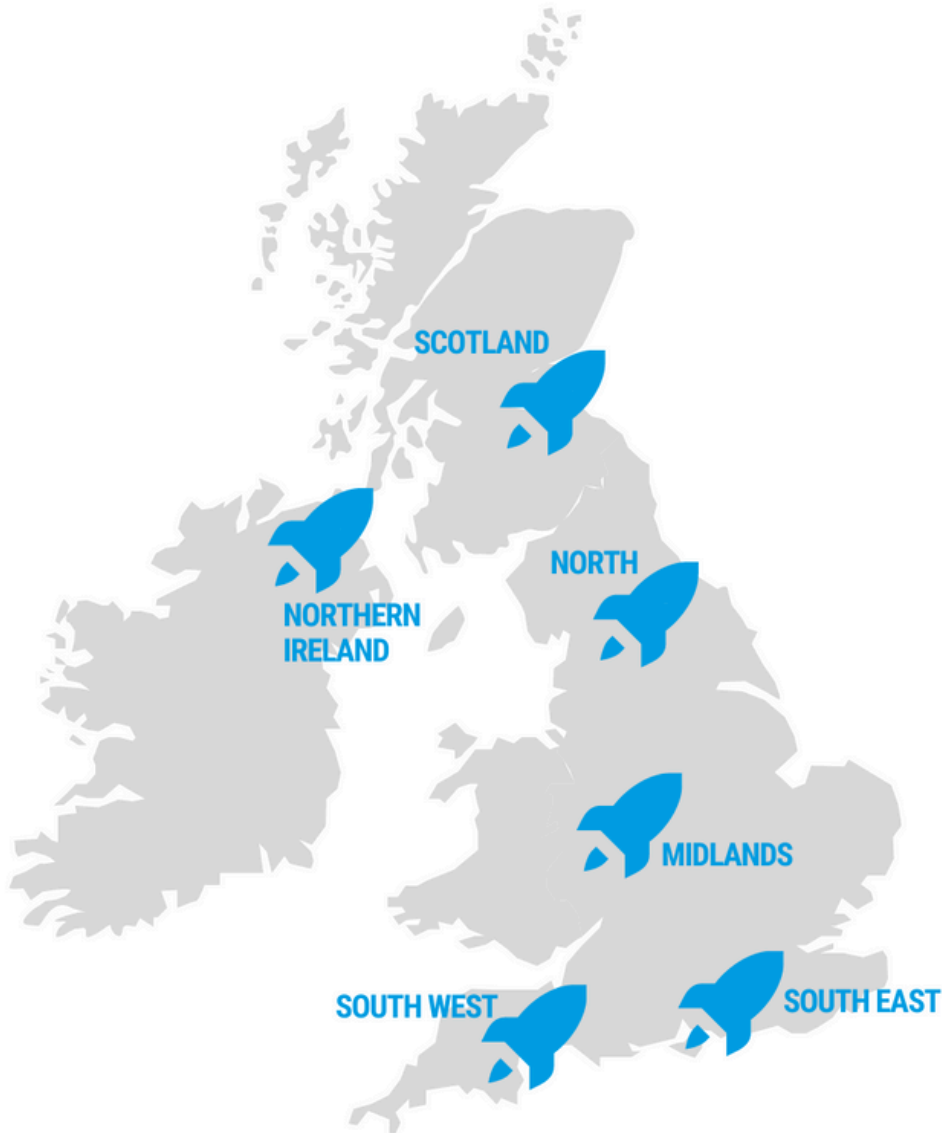 SCOTLAND
NORTH
NORTHERN
IRELAND
MIDLANDS
SOUTH WEST
SOUTH EAST